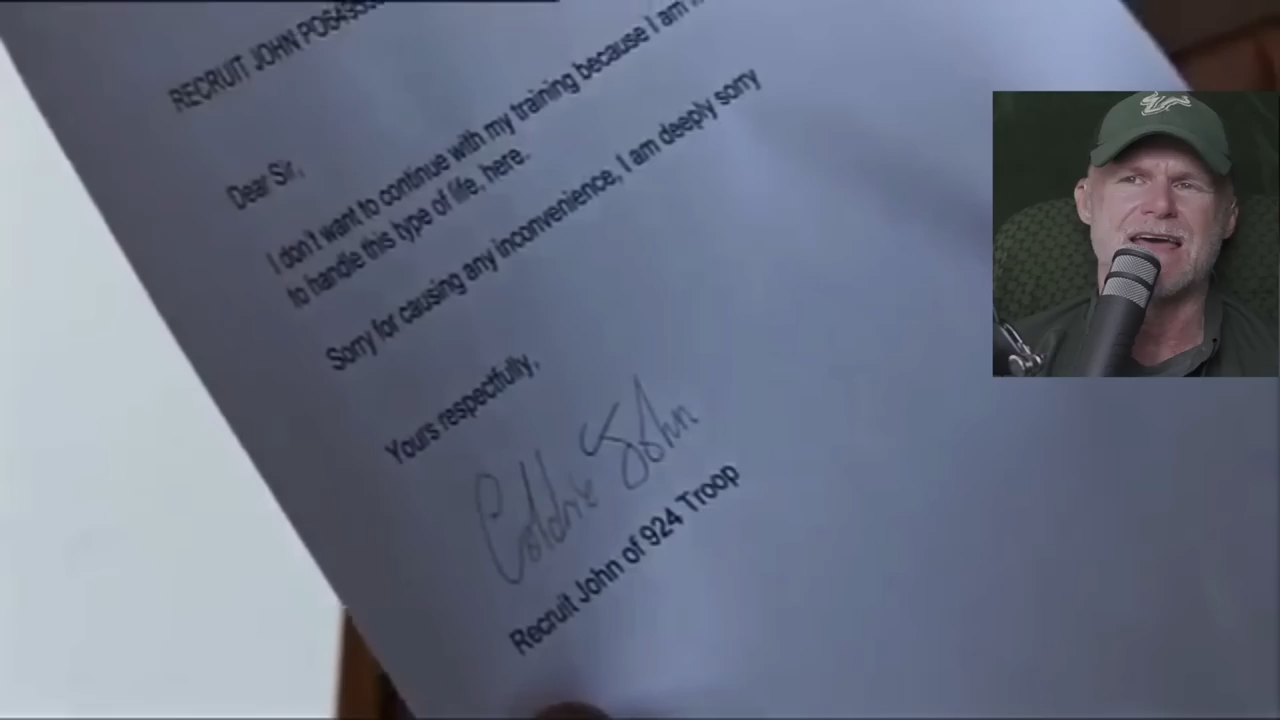 RECRUIT JOHN
Dear Sir,
I don't want to continue with my training because I am
to handle this type of life, here.
Sorry for causing any inconvenience, I am deeply sorry
Yours respectfully,
John
Recruit John of 924 Troop